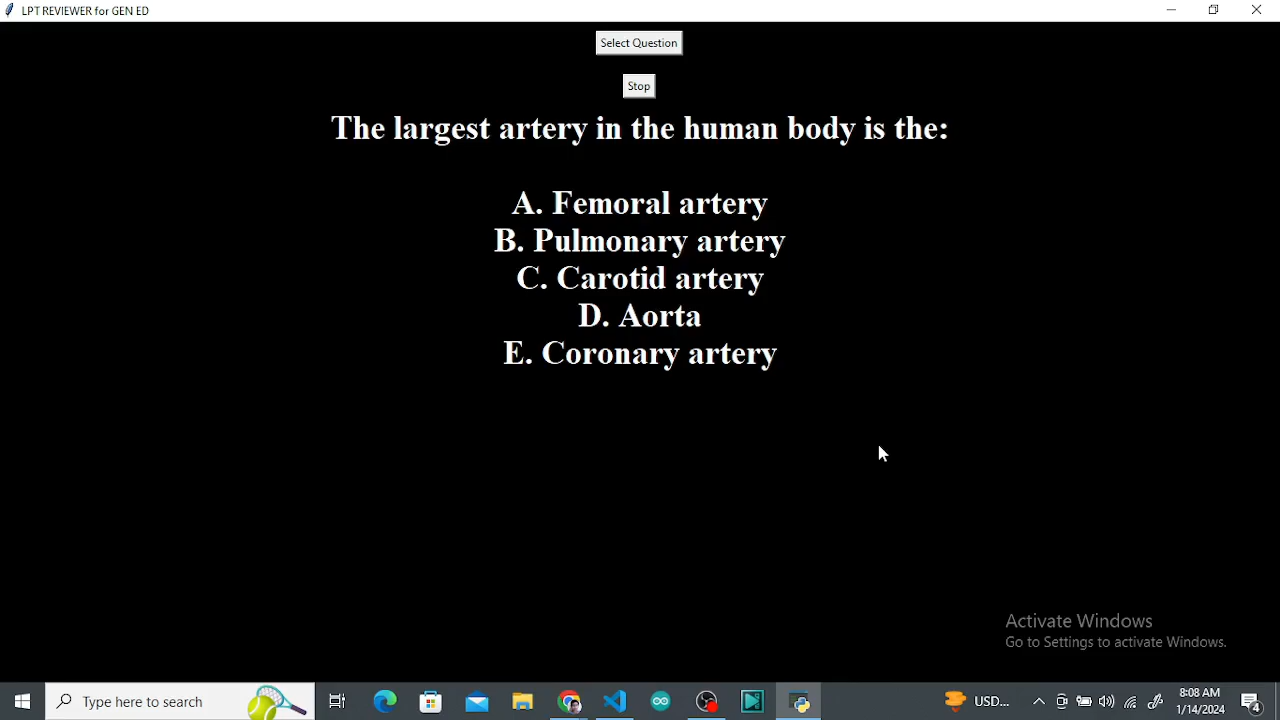 LPT REVIEWER for GEN ED
Select Question
Stop
The largest artery in the human body is the:
A. Femoral artery
B. Pulmonary artery
C. Carotid artery
D. Aorta
E. Coronary artery
Activate Windows
Go to Settings to activate Windows.
Type here to search
USD...
8:08 AM
1/14/2024
4